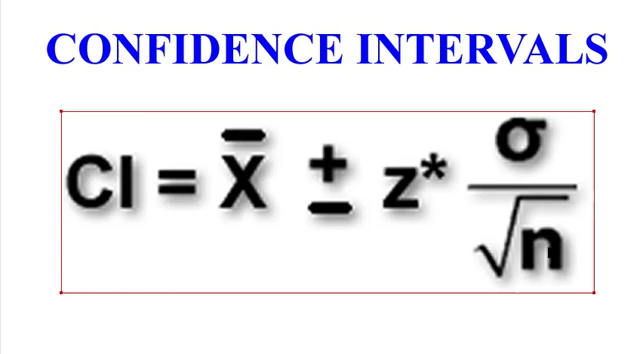 CONFIDENCE INTERVALS
CI = X̅ ± z* σ/√n